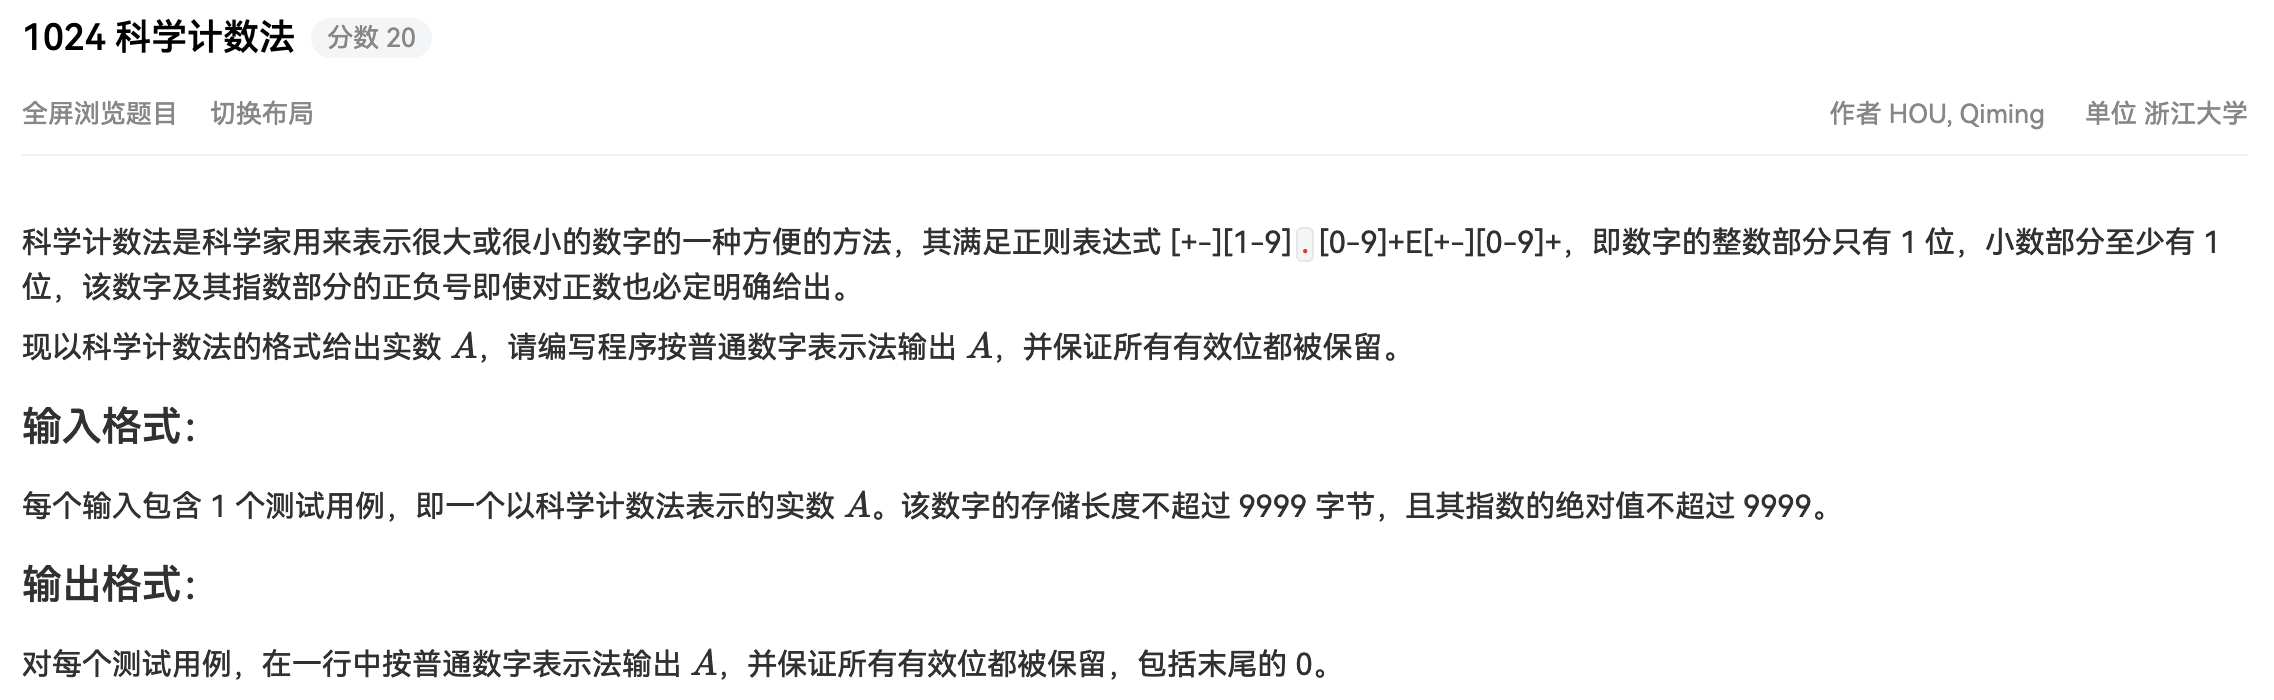 1024 科学计数法 分数 20
全屏浏览题目 切换布局 作者 HOU, Qiming 单位 浙江大学
科学计数法是科学家用来表示很大或很小的数字的一种方便的方法，其满足正则表达式 [+-][1-9].[0-9]+E[+-][0-9]+，即数字的整数部分只有 1 位，小数部分至少有 1
位，该数字及其指数部分的正负号即使对正数也必定明确给出。
现以科学计数法的格式给出实数 A，请编写程序按普通数字表示法输出 A，并保证所有有效位都被保留。
输入格式：
每个输入包含 1 个测试用例，即一个以科学计数法表示的实数 A。该数字的存储长度不超过 9999 字节，且其指数的绝对值不超过 9999。
输出格式：
对每个测试用例，在一行中按普通数字表示法输出 A，并保证所有有效位都被保留，包括末尾的 0。